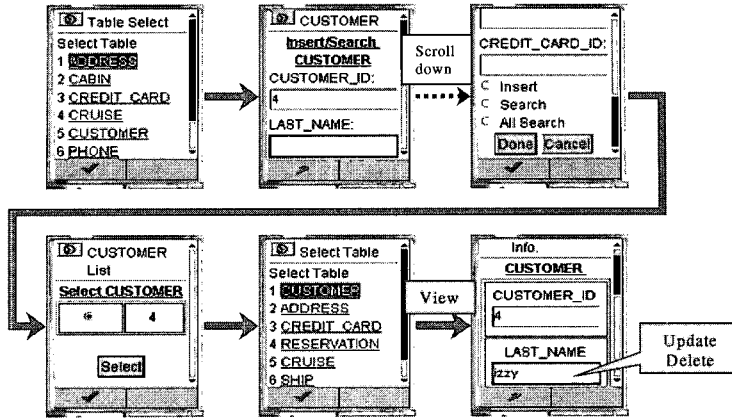 Table Select
Select Table
1 ADDRESS
2 CABIN
3 CREDIT_CARD
4 CRUISE
5 CUSTOMER
6 PHONE
CUSTOMER
Insert/Search
CUSTOMER
CUSTOMER_ID:
4
LAST_NAME:
Scroll
down
CREDIT_CARD_ID:
Insert
Search
All Search
Done Cancel
CUSTOMER
List
Select CUSTOMER
4
Select
Select Table
Select Table
1 CUSTOMER
2 ADDRESS
3 CREDIT_CARD
4 RESERVATION
5 CRUISE
6 SHIP
View
Info.
CUSTOMER
CUSTOMER_ID
4
LAST_NAME
izzy
Update
Delete